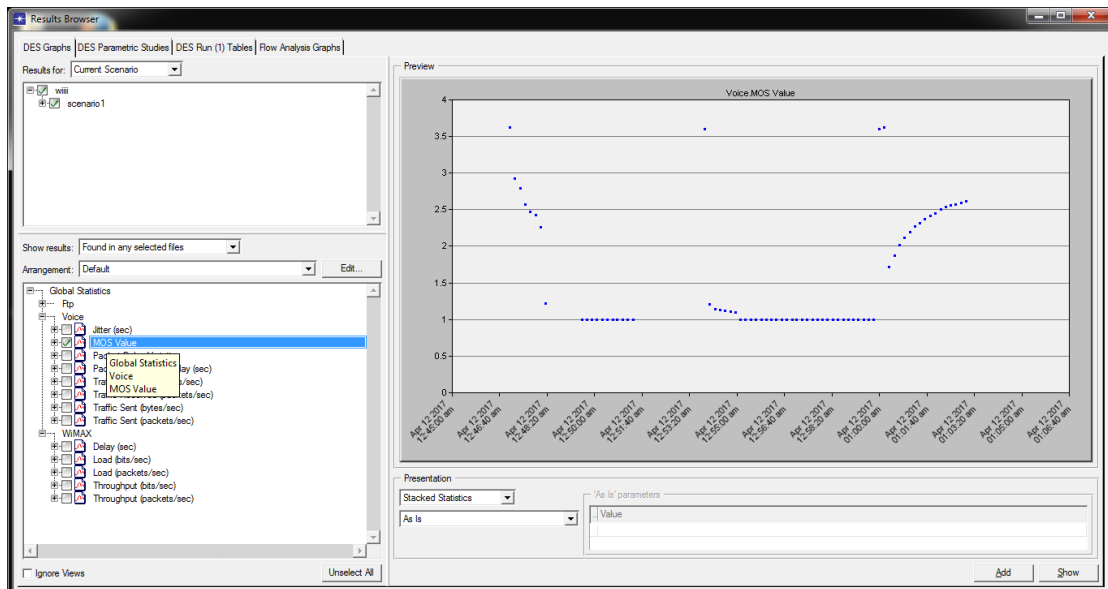 Results Browser
DES Graphs DES Parametric Studies DES Run (1) Tables Flow Analysis Graphs
Results for: Current Scenario
wiii
scenario1
Show results: Found in any selected files
Arrangement: Default Edit...
Global Statistics
Ftp
Voice
Jitter (sec)
MOS Value
Global Statistics
Voice
MOS Value
Traffic Sent (bytes/sec)
Traffic Sent (packets/sec)
WiMAX
Delay (sec)
Load (bits/sec)
Load (packets/sec)
Throughput (bits/sec)
Throughput (packets/sec)
Ignore Views Unselect All
Preview
Voice.MOS Value
4
3.5
3
2.5
2
1.5
1
0.5
0
Apr 12 2017 12:45:00 am
Apr 12 2017 12:46:40 am
Apr 12 2017 12:48:20 am
Apr 12 2017 12:50:00 am
Apr 12 2017 12:51:40 am
Apr 12 2017 12:53:20 am
Apr 12 2017 12:55:00 am
Apr 12 2017 12:56:40 am
Apr 12 2017 12:58:20 am
Apr 12 2017 01:00:00 am
Apr 12 2017 01:01:40 am
Apr 12 2017 01:03:20 am
Apr 12 2017 01:05:00 am
Apr 12 2017 01:06:40 am
Presentation
Stacked Statistics
As Is
'As Is' parameters
... Value
Add Show